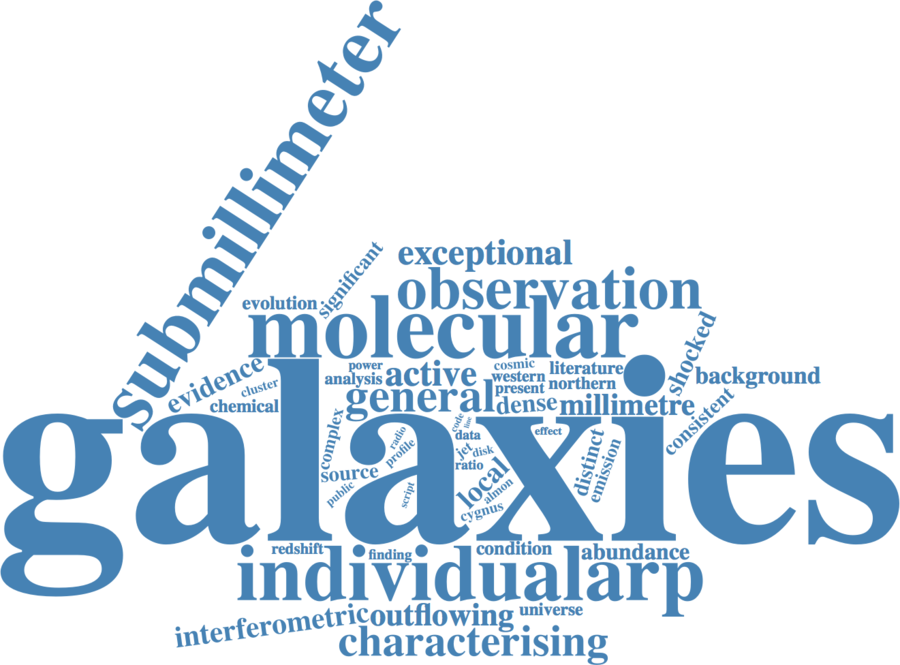 submillimeter
exceptional
significant
observation
evolution
molecular
shocked
evidence
power
cosmic
literature
background
cluster
analysis
active
western
northern
present
chemical
general
dense
millimetre
consistent
galaxies
complex
radio
profile
code
line
data
effect
jet
disk
distinct
source
ratio
local
emission
public
script
almon
cygnus
redshift
finding
condition
abundance
individual
arp
interferometric
outflowing
universe
characterising